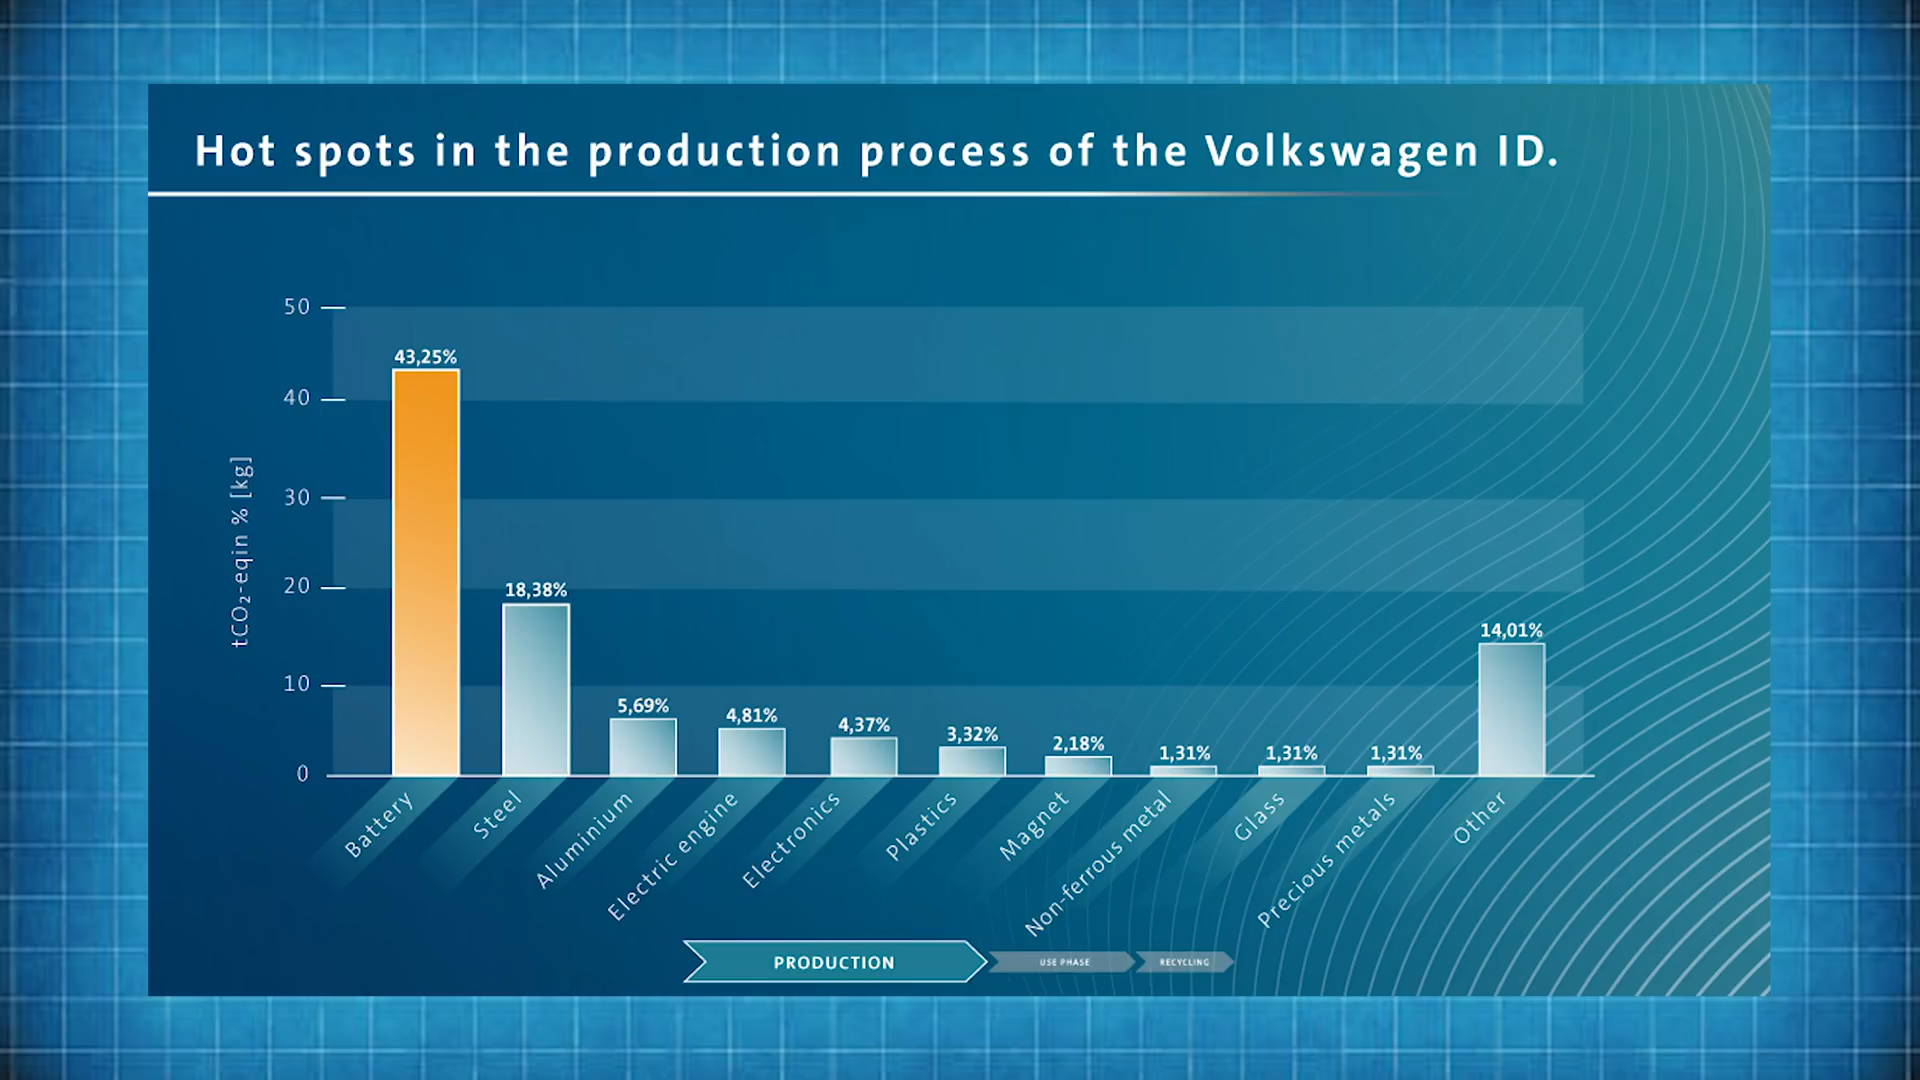 Hot spots in the production process of the Volkswagen ID.
tCO₂-eqin % [kg]
50
40
30
20
10
0
43,25%
18,38%
5,69%
4,81%
4,37%
3,32%
2,18%
1,31%
1,31%
1,31%
14,01%
Battery
Steel
Aluminium
Electric engine
Electronics
Plastics
Magnet
Non-ferrous metal
Glass
Precious metals
Other
PRODUCTION
USE PHASE
RECYCLING